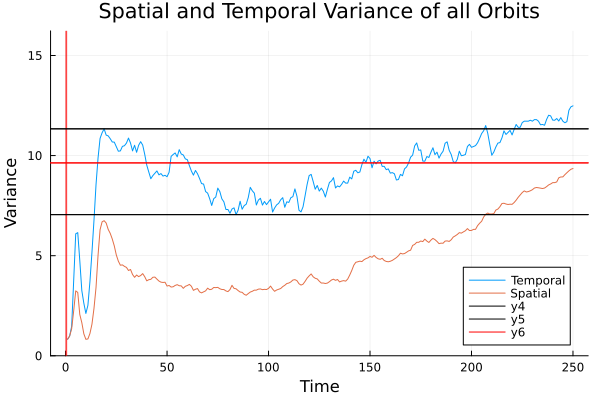 Spatial and Temporal Variance of all Orbits
15
10
5
0
Variance
0 50 100 150 200 250
Time
Temporal
Spatial
y4
y5
y6